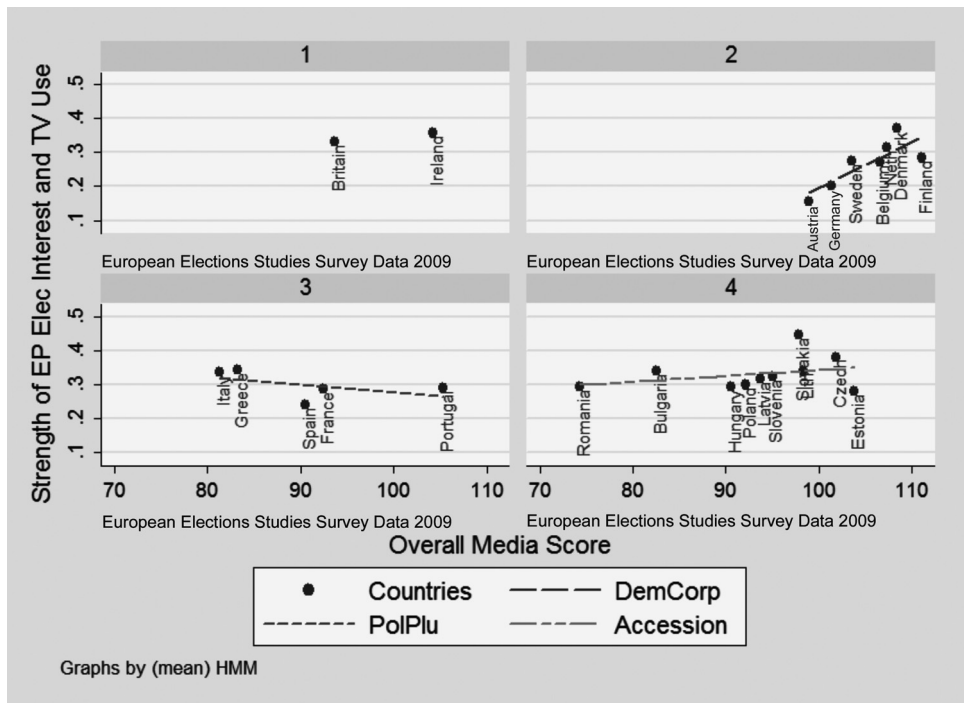 Strength of EP Elec Interest and TV Use
1
.5
.4
.3
.2
.1
Britain
Ireland
European Elections Studies Survey Data 2009
2
Austria
Germany
Sweden
Belgium
Neth
Denmark
Finland
European Elections Studies Survey Data 2009
3
.5
.4
.3
.2
.1
Italy
Greece
Spain
France
Portugal
70 80 90 100 110
European Elections Studies Survey Data 2009
4
Romania
Bulgaria
Hungary
Poland
Latvia
Slovenia
Slovakia
Czech
Estonia
70 80 90 100 110
European Elections Studies Survey Data 2009
Overall Media Score
Countries DemCorp
PolPlu Accession
Graphs by (mean) HMM